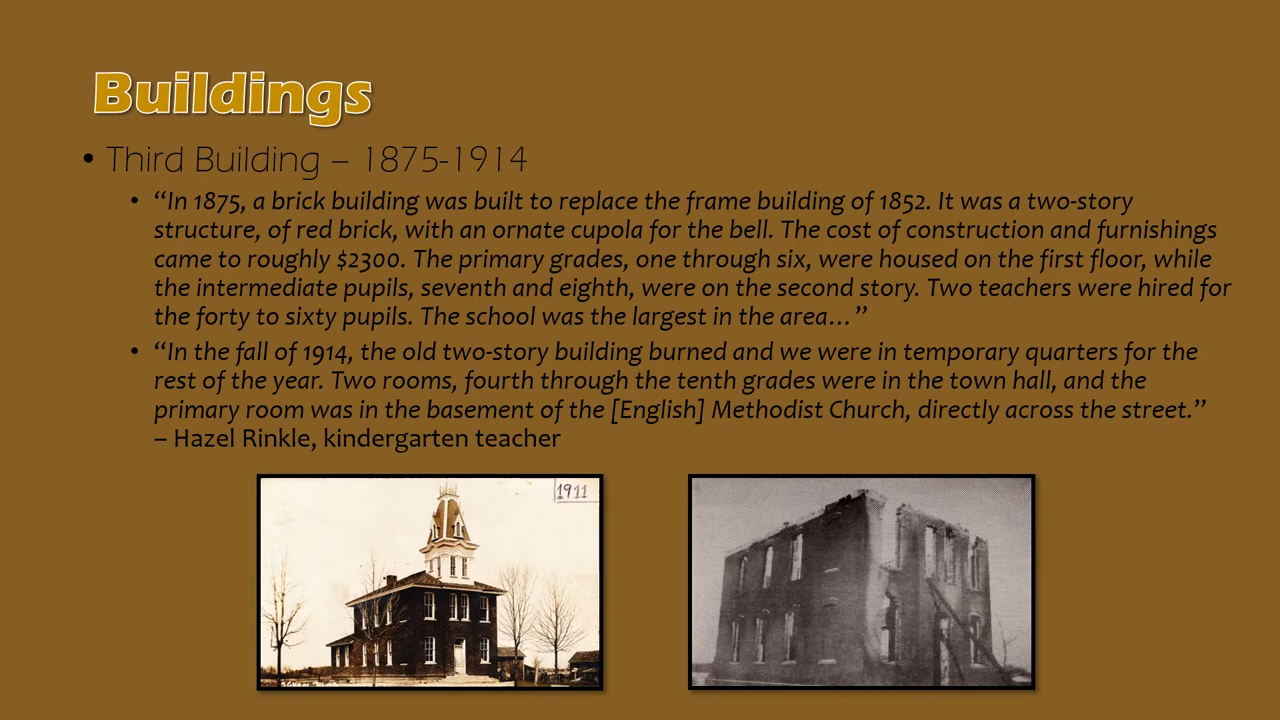 Buildings
• Third Building – 1875-1914
• “In 1875, a brick building was built to replace the frame building of 1852. It was a two-story
structure, of red brick, with an ornate cupola for the bell. The cost of construction and furnishings
came to roughly $2300. The primary grades, one through six, were housed on the first floor, while
the intermediate pupils, seventh and eighth, were on the second story. Two teachers were hired for
the forty to sixty pupils. The school was the largest in the area…”
• “In the fall of 1914, the old two-story building burned and we were in temporary quarters for the
rest of the year. Two rooms, fourth through the tenth grades were in the town hall, and the
primary room was in the basement of the [English] Methodist Church, directly across the street.”
– Hazel Rinkle, kindergarten teacher
1911